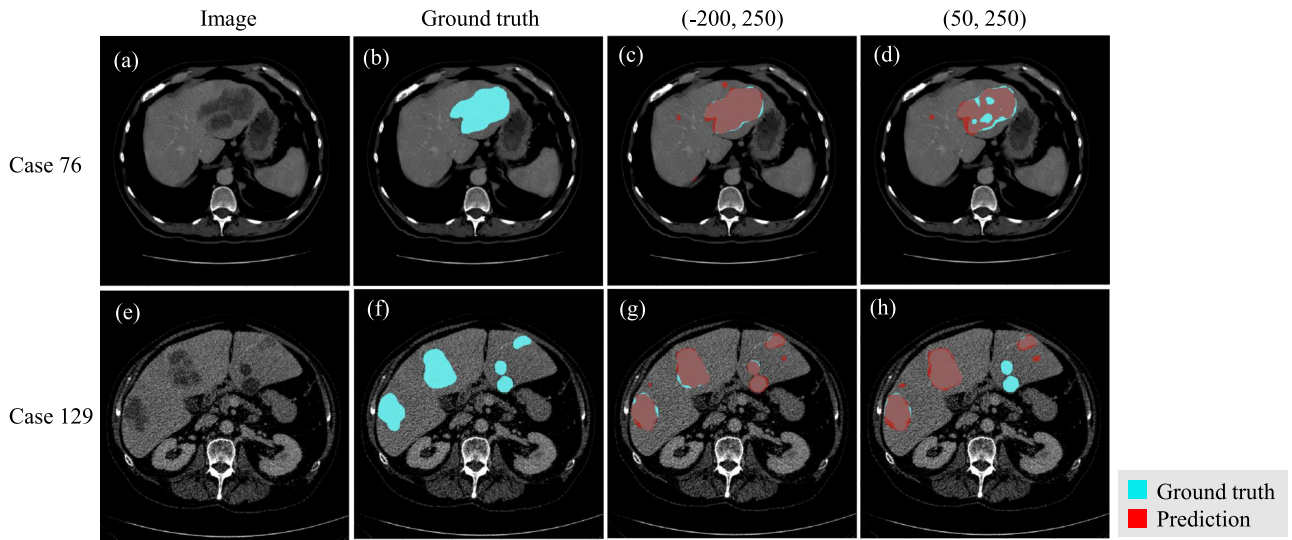 Image Ground truth (-200, 250) (50, 250)
(a) (b) (c) (d)
Case 76
(e) (f) (g) (h)
Case 129
Ground truth
Prediction